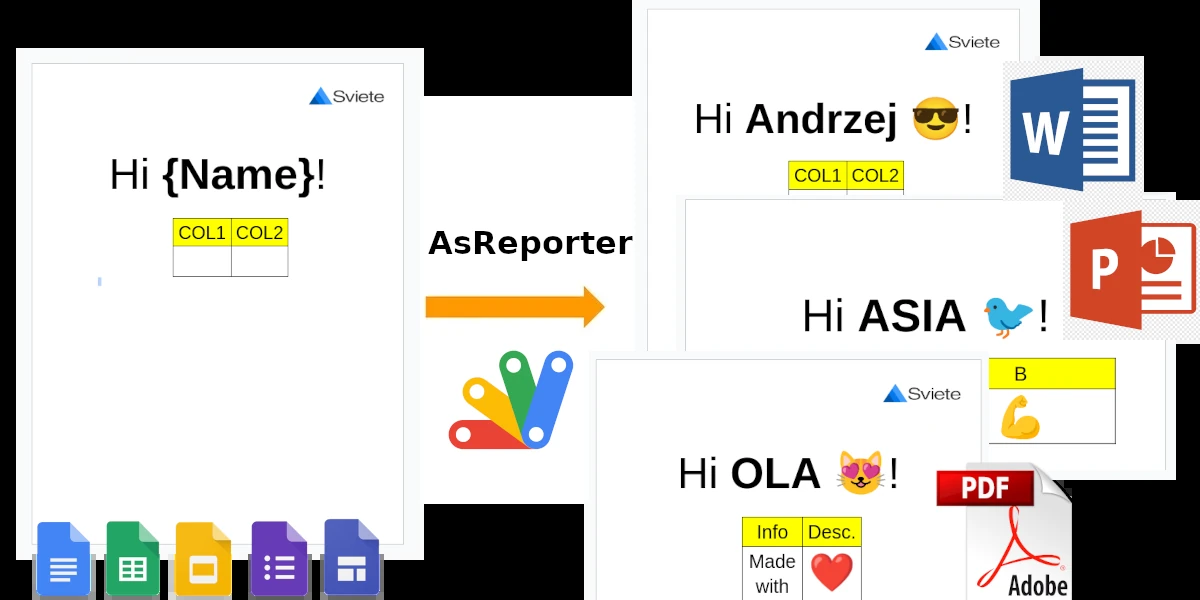 Sviete
Hi {Name}!
COL1 COL2
AsReporter
Sviete
Hi Andrzej 😎!
COL1 COL2
W
P
Hi ASIA 🐦!
B
💪
Sviete
Hi OLA 😻!
Info Desc.
Made ❤️
with
PDF
Adobe